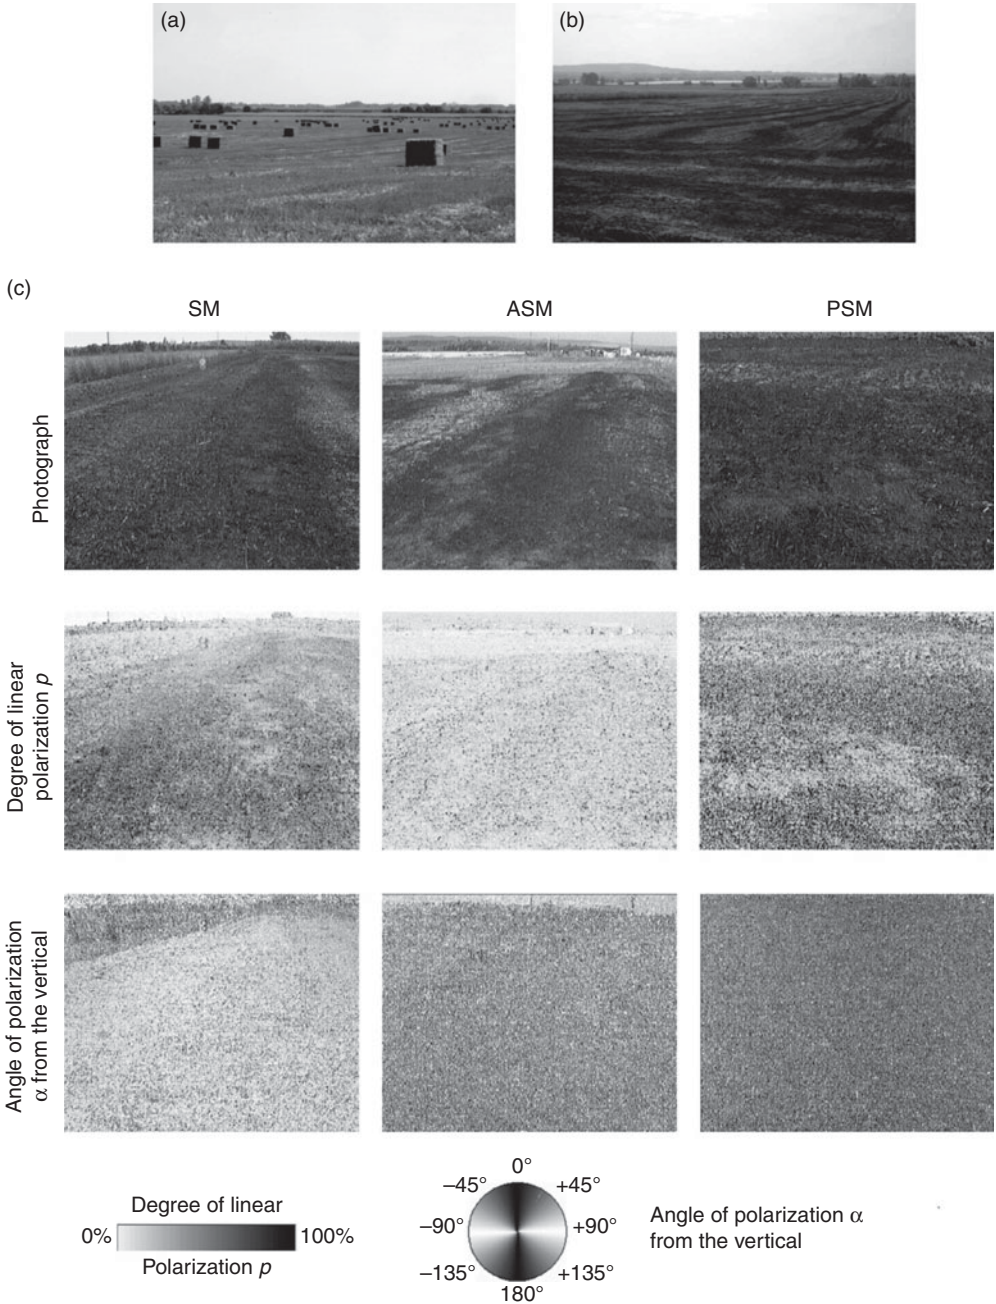 (a)
(b)
(c)
SM ASM PSM
Photograph
Degree of linear
polarization p
Angle of polarization
α from the vertical
Degree of linear
0% 100%
Polarization p
0°
–45° +45°
–90° +90°
–135° +135°
180°
Angle of polarization α
from the vertical